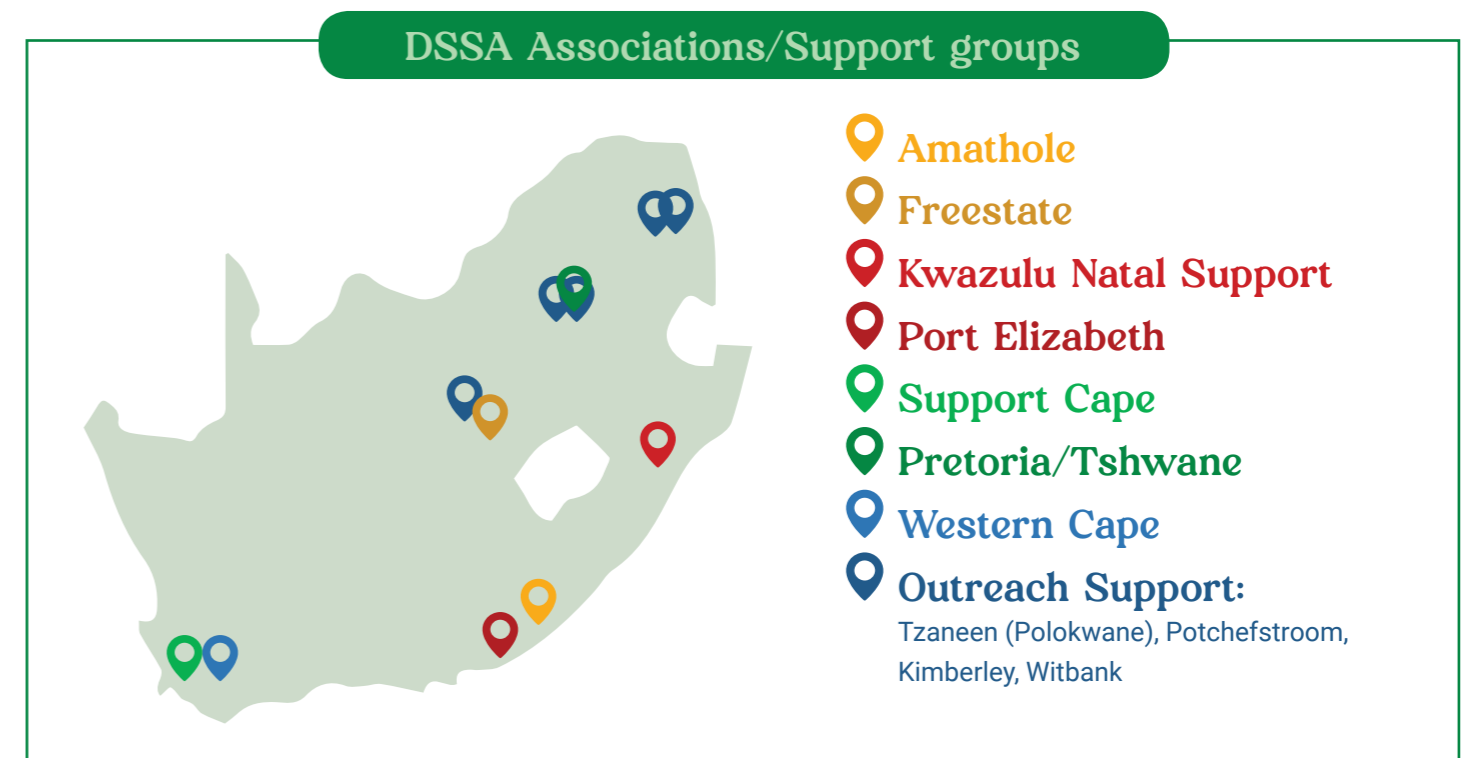 DSSA Associations/Support groups
Amathole
Freestate
Kwazulu Natal Support
Port Elizabeth
Support Cape
Pretoria/Tshwane
Western Cape
Outreach Support:
Tzaneen (Polokwane), Potchefstroom,
Kimberley, Witbank